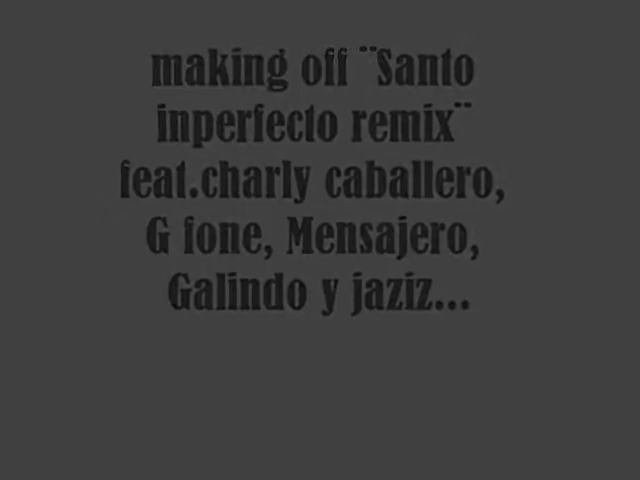 making off ¨Santo
inperfecto remix¨
feat.charly caballero,
G fone, Mensajero,
Galindo y jaziz...